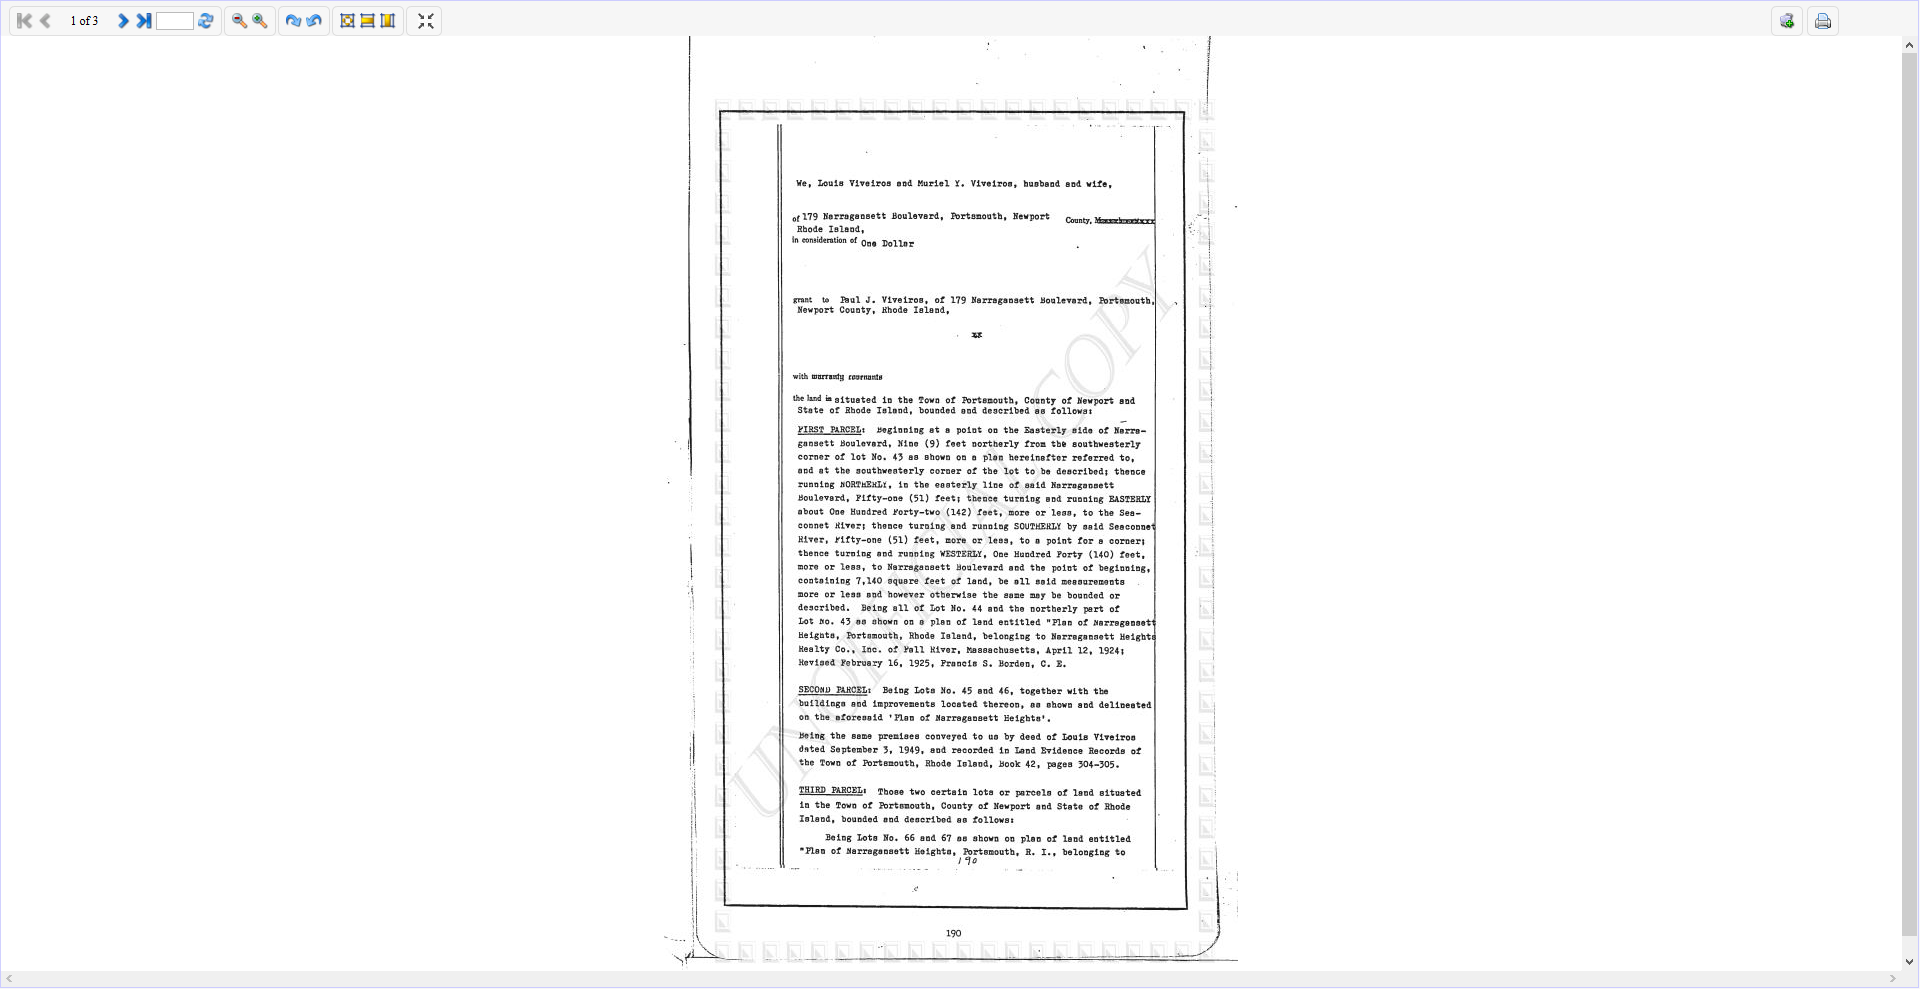 1 of 3
We, Louis Viveiros and Muriel Y. Viveiros, husband and wife,
of 179 Narragansett Boulevard, Portsmouth, Newport County,
Rhode Island,
in consideration of One Dollar
grant to Paul J. Viveiros, of 179 Narragansett Boulevard, Portsmouth,
Newport County, Rhode Island,
with warranty covenants
the land in situated in the Town of Portsmouth, County of Newport and
State of Rhode Island, bounded and described as follows:
FIRST PARCEL: Beginning at a point on the Easterly side of Narra-
gansett Boulevard, Nine (9) feet northerly from the southwesterly
corner of lot No. 43 as shown on a plan hereinafter referred to,
and at the southwesterly corner of the lot to be described; thence
running NORTHERLY, in the easterly line of said Narragansett
Boulevard, Fifty-one (51) feet; thence turning and running EASTERLY
about One Hundred Forty-two (142) feet, more or less, to the Sea-
connet River; thence turning and running SOUTHERLY by said Seaconnet
River, Fifty-one (51) feet, more or less, to a point for a corner;
thence turning and running WESTERLY, One Hundred Forty (140) feet,
more or less, to Narragansett Boulevard and the point of beginning,
containing 7,140 square feet of land, be all said measurements
more or less and however otherwise the same may be bounded or
described. Being all of Lot No. 44 and the northerly part of
Lot No. 43 as shown on a plan of land entitled "Plan of Narragansett
Heights, Portsmouth, Rhode Island, belonging to Narragansett Heights
Realty Co., Inc. of Fall River, Massachusetts, April 12, 1924;
Revised February 16, 1925, Francis S. Borden, C. E.
SECOND PARCEL: Being Lots No. 45 and 46, together with the
buildings and improvements located thereon, as shown and delineated
on the aforesaid 'Plan of Narragansett Heights'.
Being the same premises conveyed to us by deed of Louis Viveiros
dated September 3, 1949, and recorded in Land Evidence Records of
the Town of Portsmouth, Rhode Island, Book 42, pages 304-305.
THIRD PARCEL: Those two certain lots or parcels of land situated
in the Town of Portsmouth, County of Newport and State of Rhode
Island, bounded and described as follows:
Being Lots No. 66 and 67 as shown on plan of land entitled
"Plan of Narragansett Heights, Portsmouth, R. I., belonging to
190
190
UNOFFICIAL COPY